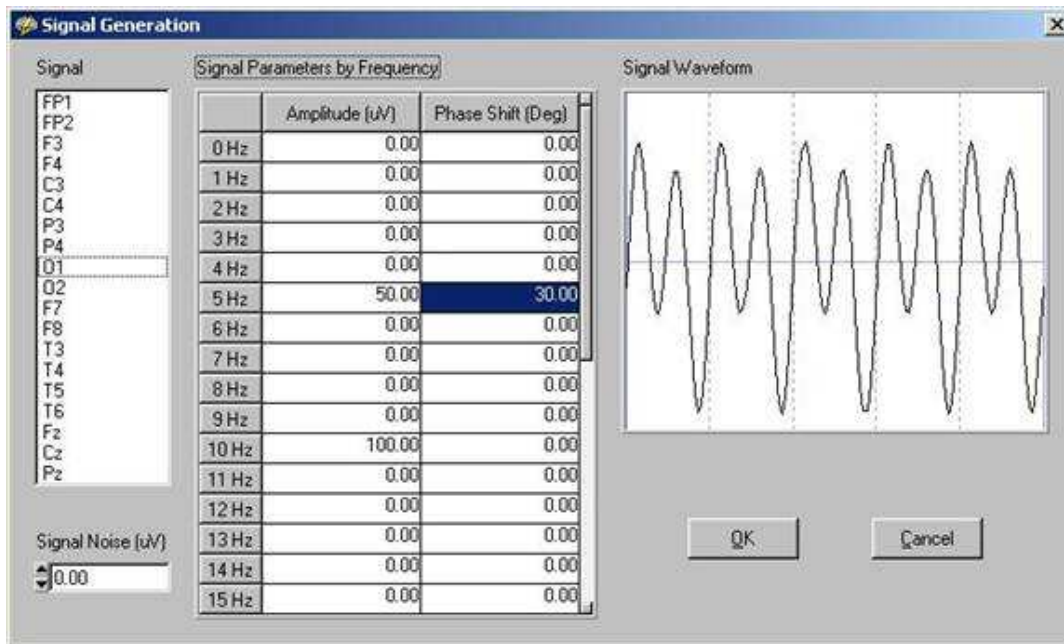 Signal Generation
Signal
FP1
FP2
F3
F4
C3
C4
P3
P4
O1
O2
F7
F8
T3
T4
T5
T6
Fz
Cz
Pz
Signal Noise (uV)
0.00
Signal Parameters by Frequency
Amplitude (uV) Phase Shift (Deg)
0 Hz 0.00 0.00
1 Hz 0.00 0.00
2 Hz 0.00 0.00
3 Hz 0.00 0.00
4 Hz 0.00 0.00
5 Hz 50.00 30.00
6 Hz 0.00 0.00
7 Hz 0.00 0.00
8 Hz 0.00 0.00
9 Hz 0.00 0.00
10 Hz 100.00 0.00
11 Hz 0.00 0.00
12 Hz 0.00 0.00
13 Hz 0.00 0.00
14 Hz 0.00 0.00
15 Hz 0.00 0.00
Signal Waveform
OK
Cancel